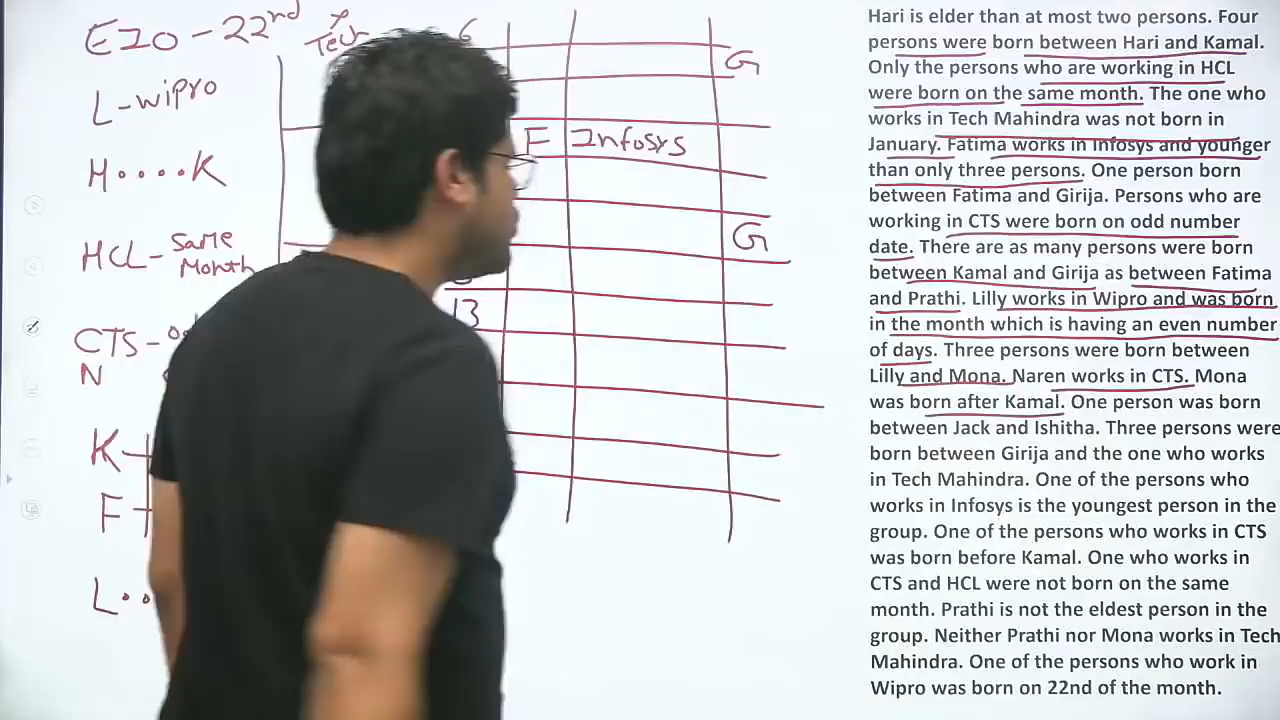 EIO - 22nd
Tech
6
G
L - wipro
F Infosys
H....K
G
HCL - Same
Month
13
CTS -
N
K
F
L..
Hari is elder than at most two persons. Four
persons were born between Hari and Kamal.
Only the persons who are working in HCL
were born on the same month. The one who
works in Tech Mahindra was not born in
January. Fatima works in Infosys and younger
than only three persons. One person born
between Fatima and Girija. Persons who are
working in CTS were born on odd number
date. There are as many persons were born
between Kamal and Girija as between Fatima
and Prathi. Lilly works in Wipro and was born
in the month which is having an even number
of days. Three persons were born between
Lilly and Mona. Naren works in CTS. Mona
was born after Kamal. One person was born
between Jack and Ishitha. Three persons were
born between Girija and the one who works
in Tech Mahindra. One of the persons who
works in Infosys is the youngest person in the
group. One of the persons who works in CTS
was born before Kamal. One who works in
CTS and HCL were not born on the same
month. Prathi is not the eldest person in the
group. Neither Prathi nor Mona works in Tech
Mahindra. One of the persons who work in
Wipro was born on 22nd of the month.